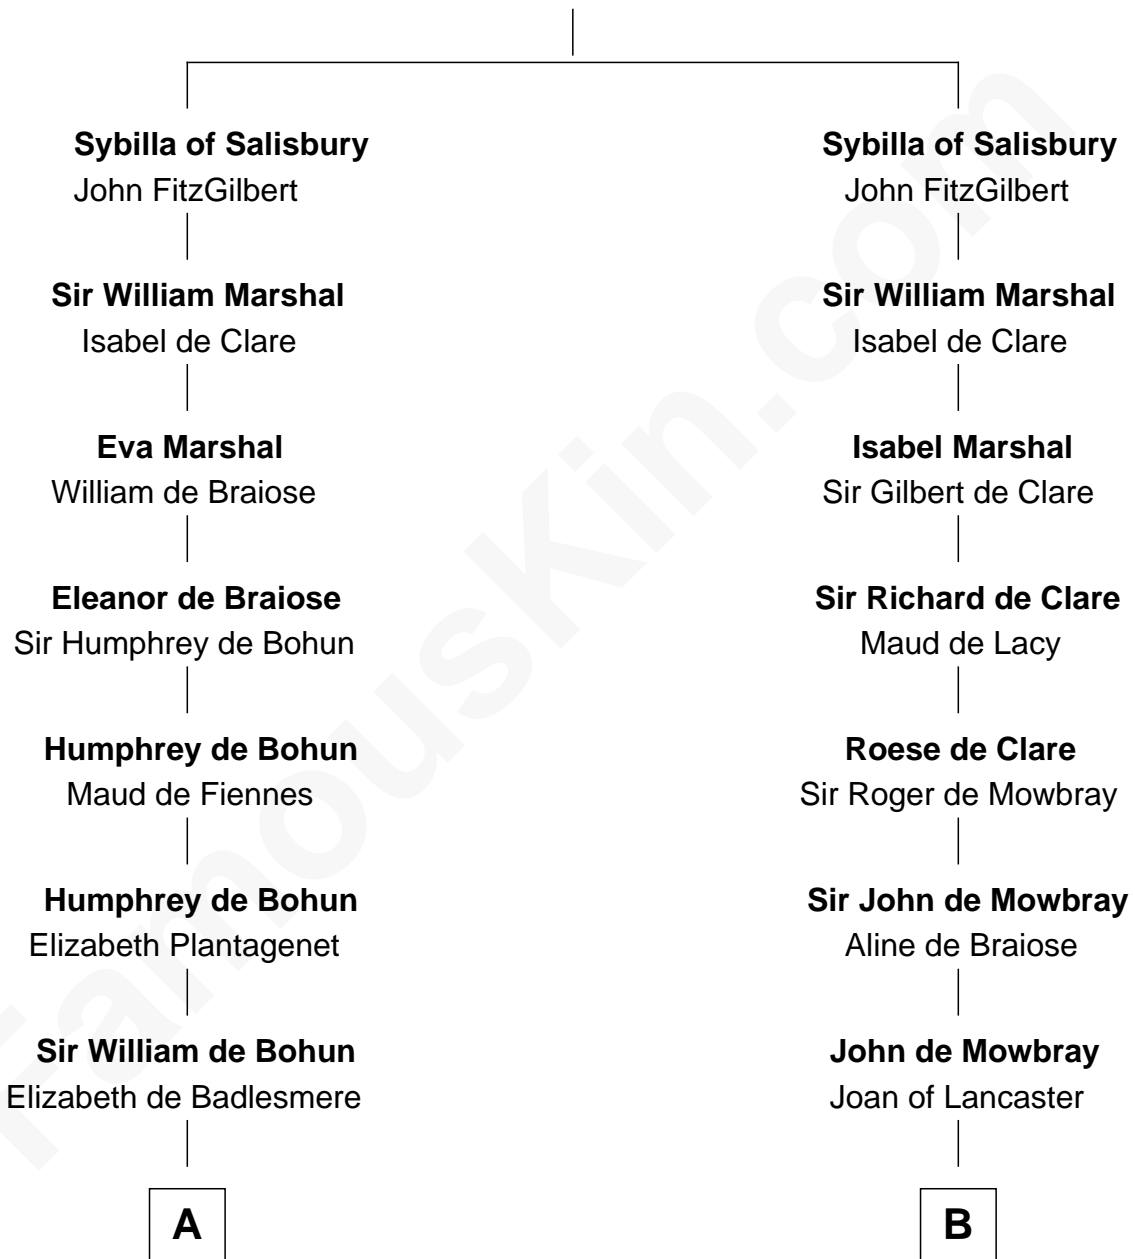 Sybilla of Salisbury
John FitzGilbert
Sir William Marshal
Isabel de Clare
Eva Marshal
William de Braiose
Eleanor de Braiose
Sir Humphrey de Bohun
Humphrey de Bohun
Maud de Fiennes
Humphrey de Bohun
Elizabeth Plantagenet
Sir William de Bohun
Elizabeth de Badlesmere
A
Sybilla of Salisbury
John FitzGilbert
Sir William Marshal
Isabel de Clare
Isabel Marshal
Sir Gilbert de Clare
Sir Richard de Clare
Maud de Lacy
Roese de Clare
Sir Roger de Mowbray
Sir John de Mowbray
Aline de Braiose
John de Mowbray
Joan of Lancaster
B
FamousKin.com